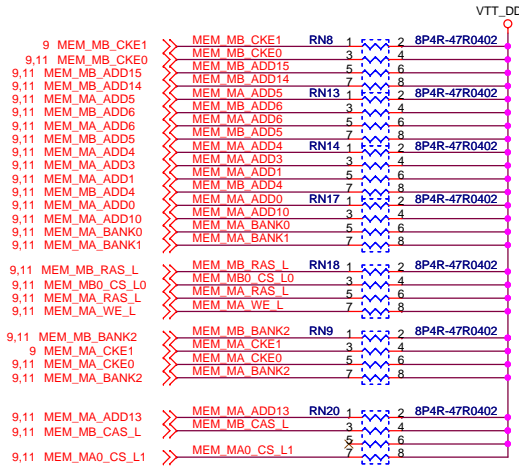 VTT_DD
9 MEM_MB_CKE1 MEM_MB_CKE1 RN8 1 2 8P4R-47R0402
9,11 MEM_MB_CKE0 MEM_MB_CKE0 3 4
9,11 MEM_MB_ADD15 MEM_MB_ADD15 5 6
9,11 MEM_MB_ADD14 MEM_MB_ADD14 7 8
9,11 MEM_MA_ADD5 MEM_MA_ADD5 RN13 1 2 8P4R-47R0402
9,11 MEM_MB_ADD6 MEM_MB_ADD6 3 4
9,11 MEM_MA_ADD6 MEM_MA_ADD6 5 6
9,11 MEM_MB_ADD5 MEM_MB_ADD5 7 8
9,11 MEM_MA_ADD4 MEM_MA_ADD4 RN14 1 2 8P4R-47R0402
9,11 MEM_MA_ADD3 MEM_MA_ADD3 3 4
9,11 MEM_MA_ADD1 MEM_MA_ADD1 5 6
9,11 MEM_MB_ADD4 MEM_MB_ADD4 7 8
9,11 MEM_MA_ADD0 MEM_MA_ADD0 RN17 1 2 8P4R-47R0402
9,11 MEM_MA_ADD10 MEM_MA_ADD10 3 4
9,11 MEM_MA_BANK0 MEM_MA_BANK0 5 6
9,11 MEM_MA_BANK1 MEM_MA_BANK1 7 8
9,11 MEM_MB_RAS_L MEM_MB_RAS_L RN18 1 2 8P4R-47R0402
9,11 MEM_MB0_CS_L0 MEM_MB0_CS_L0 3 4
9,11 MEM_MA_RAS_L MEM_MA_RAS_L 5 6
9,11 MEM_MA_WE_L MEM_MA_WE_L 7 8
9,11 MEM_MB_BANK2 MEM_MB_BANK2 RN9 1 2 8P4R-47R0402
9 MEM_MA_CKE1 MEM_MA_CKE1 3 4
9,11 MEM_MA_CKE0 MEM_MA_CKE0 5 6
9,11 MEM_MA_BANK2 MEM_MA_BANK2 7 8
9,11 MEM_MA_ADD13 MEM_MA_ADD13 RN20 1 2 8P4R-47R0402
9,11 MEM_MB_CAS_L MEM_MB_CAS_L 3 4
5 6
9,11 MEM_MA0_CS_L1 MEM_MA0_CS_L1 7 8